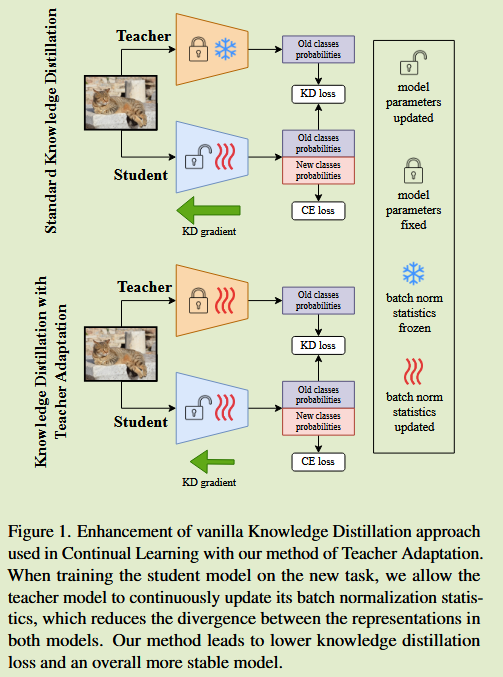 Standard Knowledge Distillation
Teacher
Student
Old classes
probabilities
KD loss
Old classes
probabilities
New classes
probabilities
CE loss
KD gradient
Knowledge Distillation with
Teacher Adaptation
Teacher
Student
Old classes
probabilities
KD loss
Old classes
probabilities
New classes
probabilities
CE loss
KD gradient
model
parameters
updated
model
parameters
fixed
batch norm
statistics
frozen
batch norm
statistics
updated
Figure 1. Enhancement of vanilla Knowledge Distillation approach
used in Continual Learning with our method of Teacher Adaptation.
When training the student model on the new task, we allow the
teacher model to continuously update its batch normalization statis-
tics, which reduces the divergence between the representations in
both models. Our method leads to lower knowledge distillation
loss and an overall more stable model.